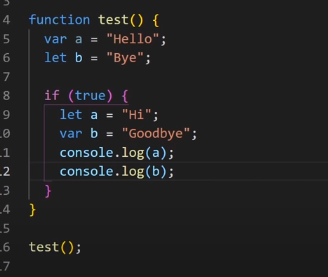 3
4 function test() {
5 var a = "Hello";
6 let b = "Bye";
7
8 if (true) {
9 let a = "Hi";
.0 var b = "Goodbye";
.1 console.log(a);
.2 console.log(b);
.3 }
.4 }
.5
.6 test();
.7